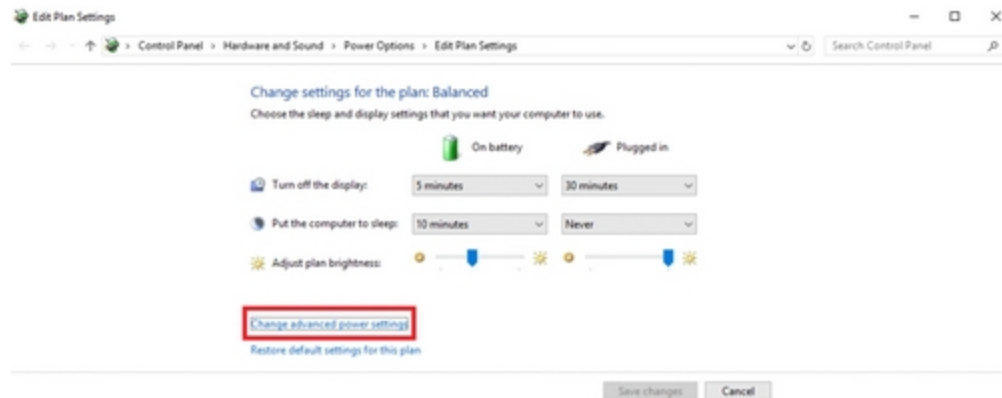 Edit Plan Settings
Control Panel > Hardware and Sound > Power Options > Edit Plan Settings
Search Control Panel
Change settings for the plan: Balanced
Choose the sleep and display settings that you want your computer to use.
On battery
Plugged in
Turn off the display: 5 minutes 30 minutes
Put the computer to sleep: 10 minutes Never
Adjust plan brightness:
Change advanced power settings
Restore default settings for this plan
Save changes Cancel